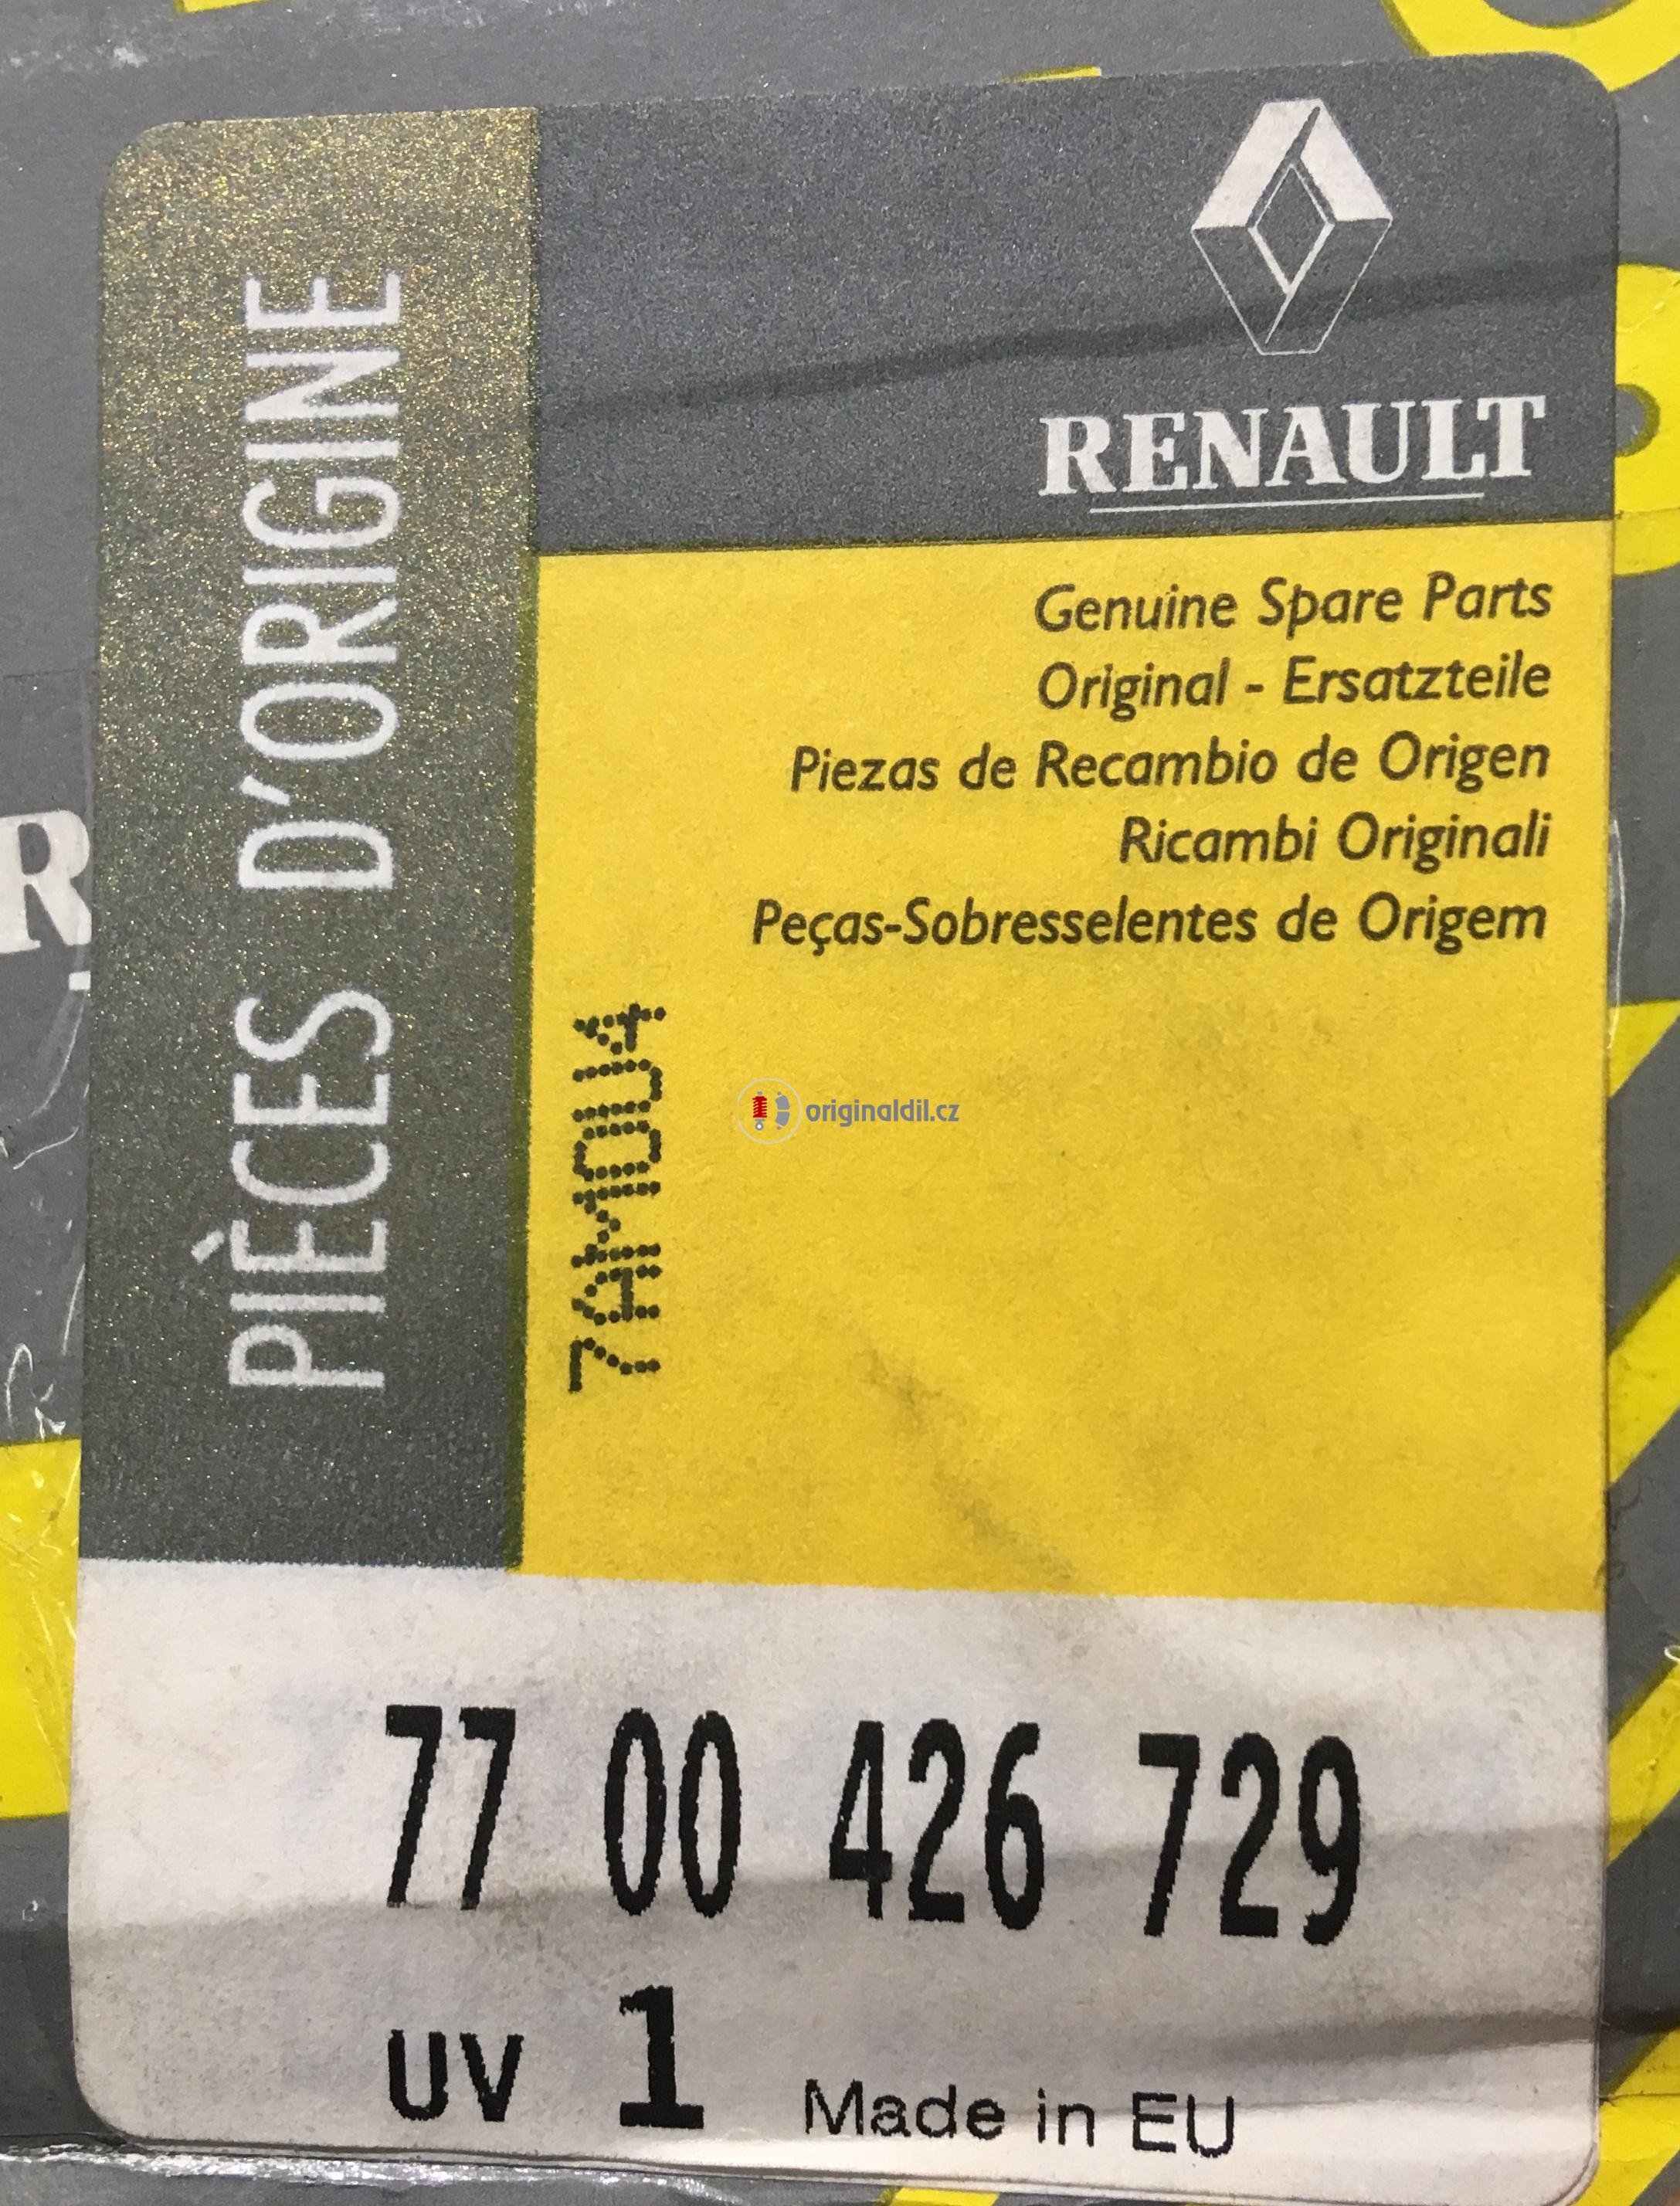 RENAULT
PIÈCES D'ORIGINE
Genuine Spare Parts
Original - Ersatzteile
Piezas de Recambio de Origen
Ricambi Originali
Peças-Sobresselentes de Origem
7AM0U4
originaldil.cz
R
77 00 426 729
UV 1 Made in EU